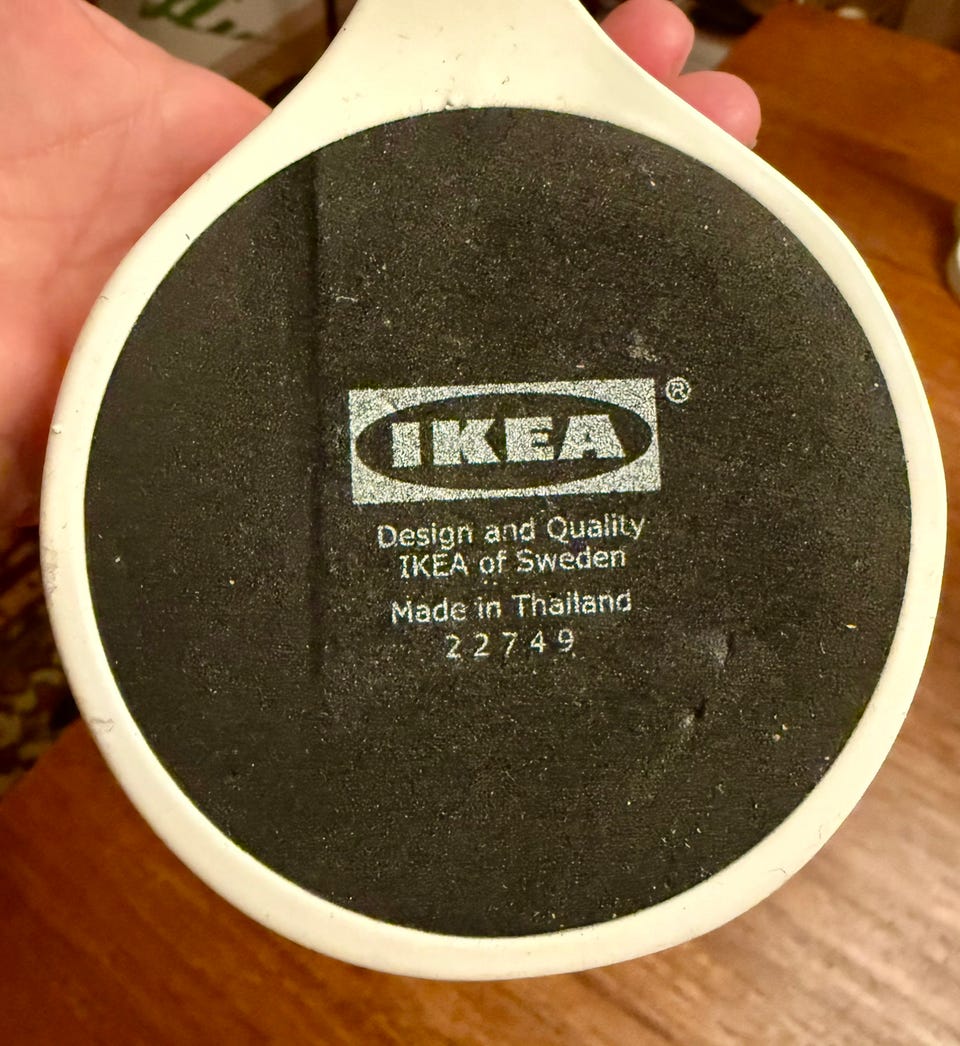 IKEA®
Design and Quality
IKEA of Sweden
Made in Thailand
22749